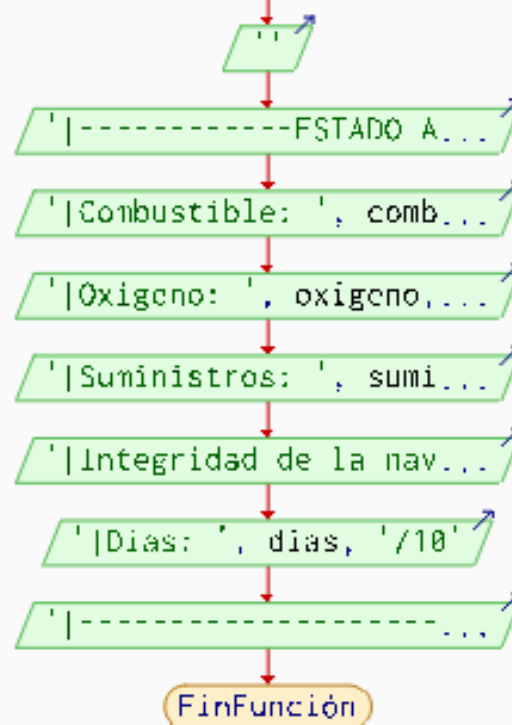 ''
'|------------ESTADO A...
'|Combustible: ', comb...
'|Oxigeno: ', oxigeno,...
'|Suministros: ', sumi...
'|Integridad de la nav...
'|Dias: ', dias, '/10'
'|--------------------...
FinFunción